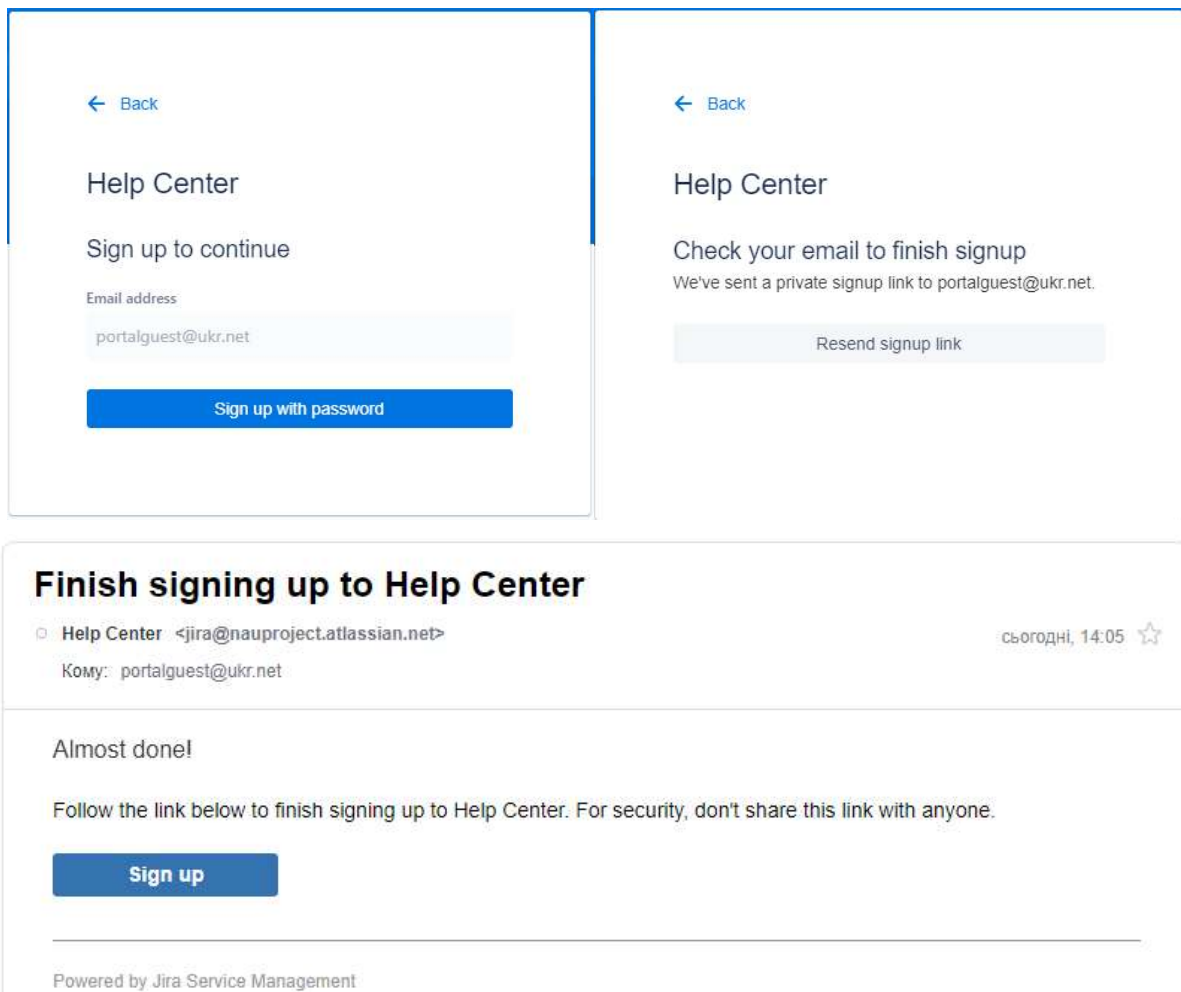 ← Back
Help Center
Sign up to continue
Email address
portalguest@ukr.net
Sign up with password
← Back
Help Center
Check your email to finish signup
We've sent a private signup link to portalguest@ukr.net.
Resend signup link
Finish signing up to Help Center
Help Center <jira@nauproject.atlassian.net>
сьогодні, 14:05
Кому: portalguest@ukr.net
Almost done!
Follow the link below to finish signing up to Help Center. For security, don't share this link with anyone.
Sign up
Powered by Jira Service Management